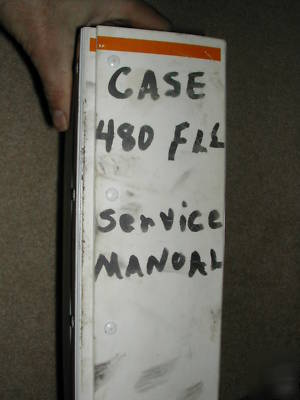 CASE
480 FLL
service
MANUAL